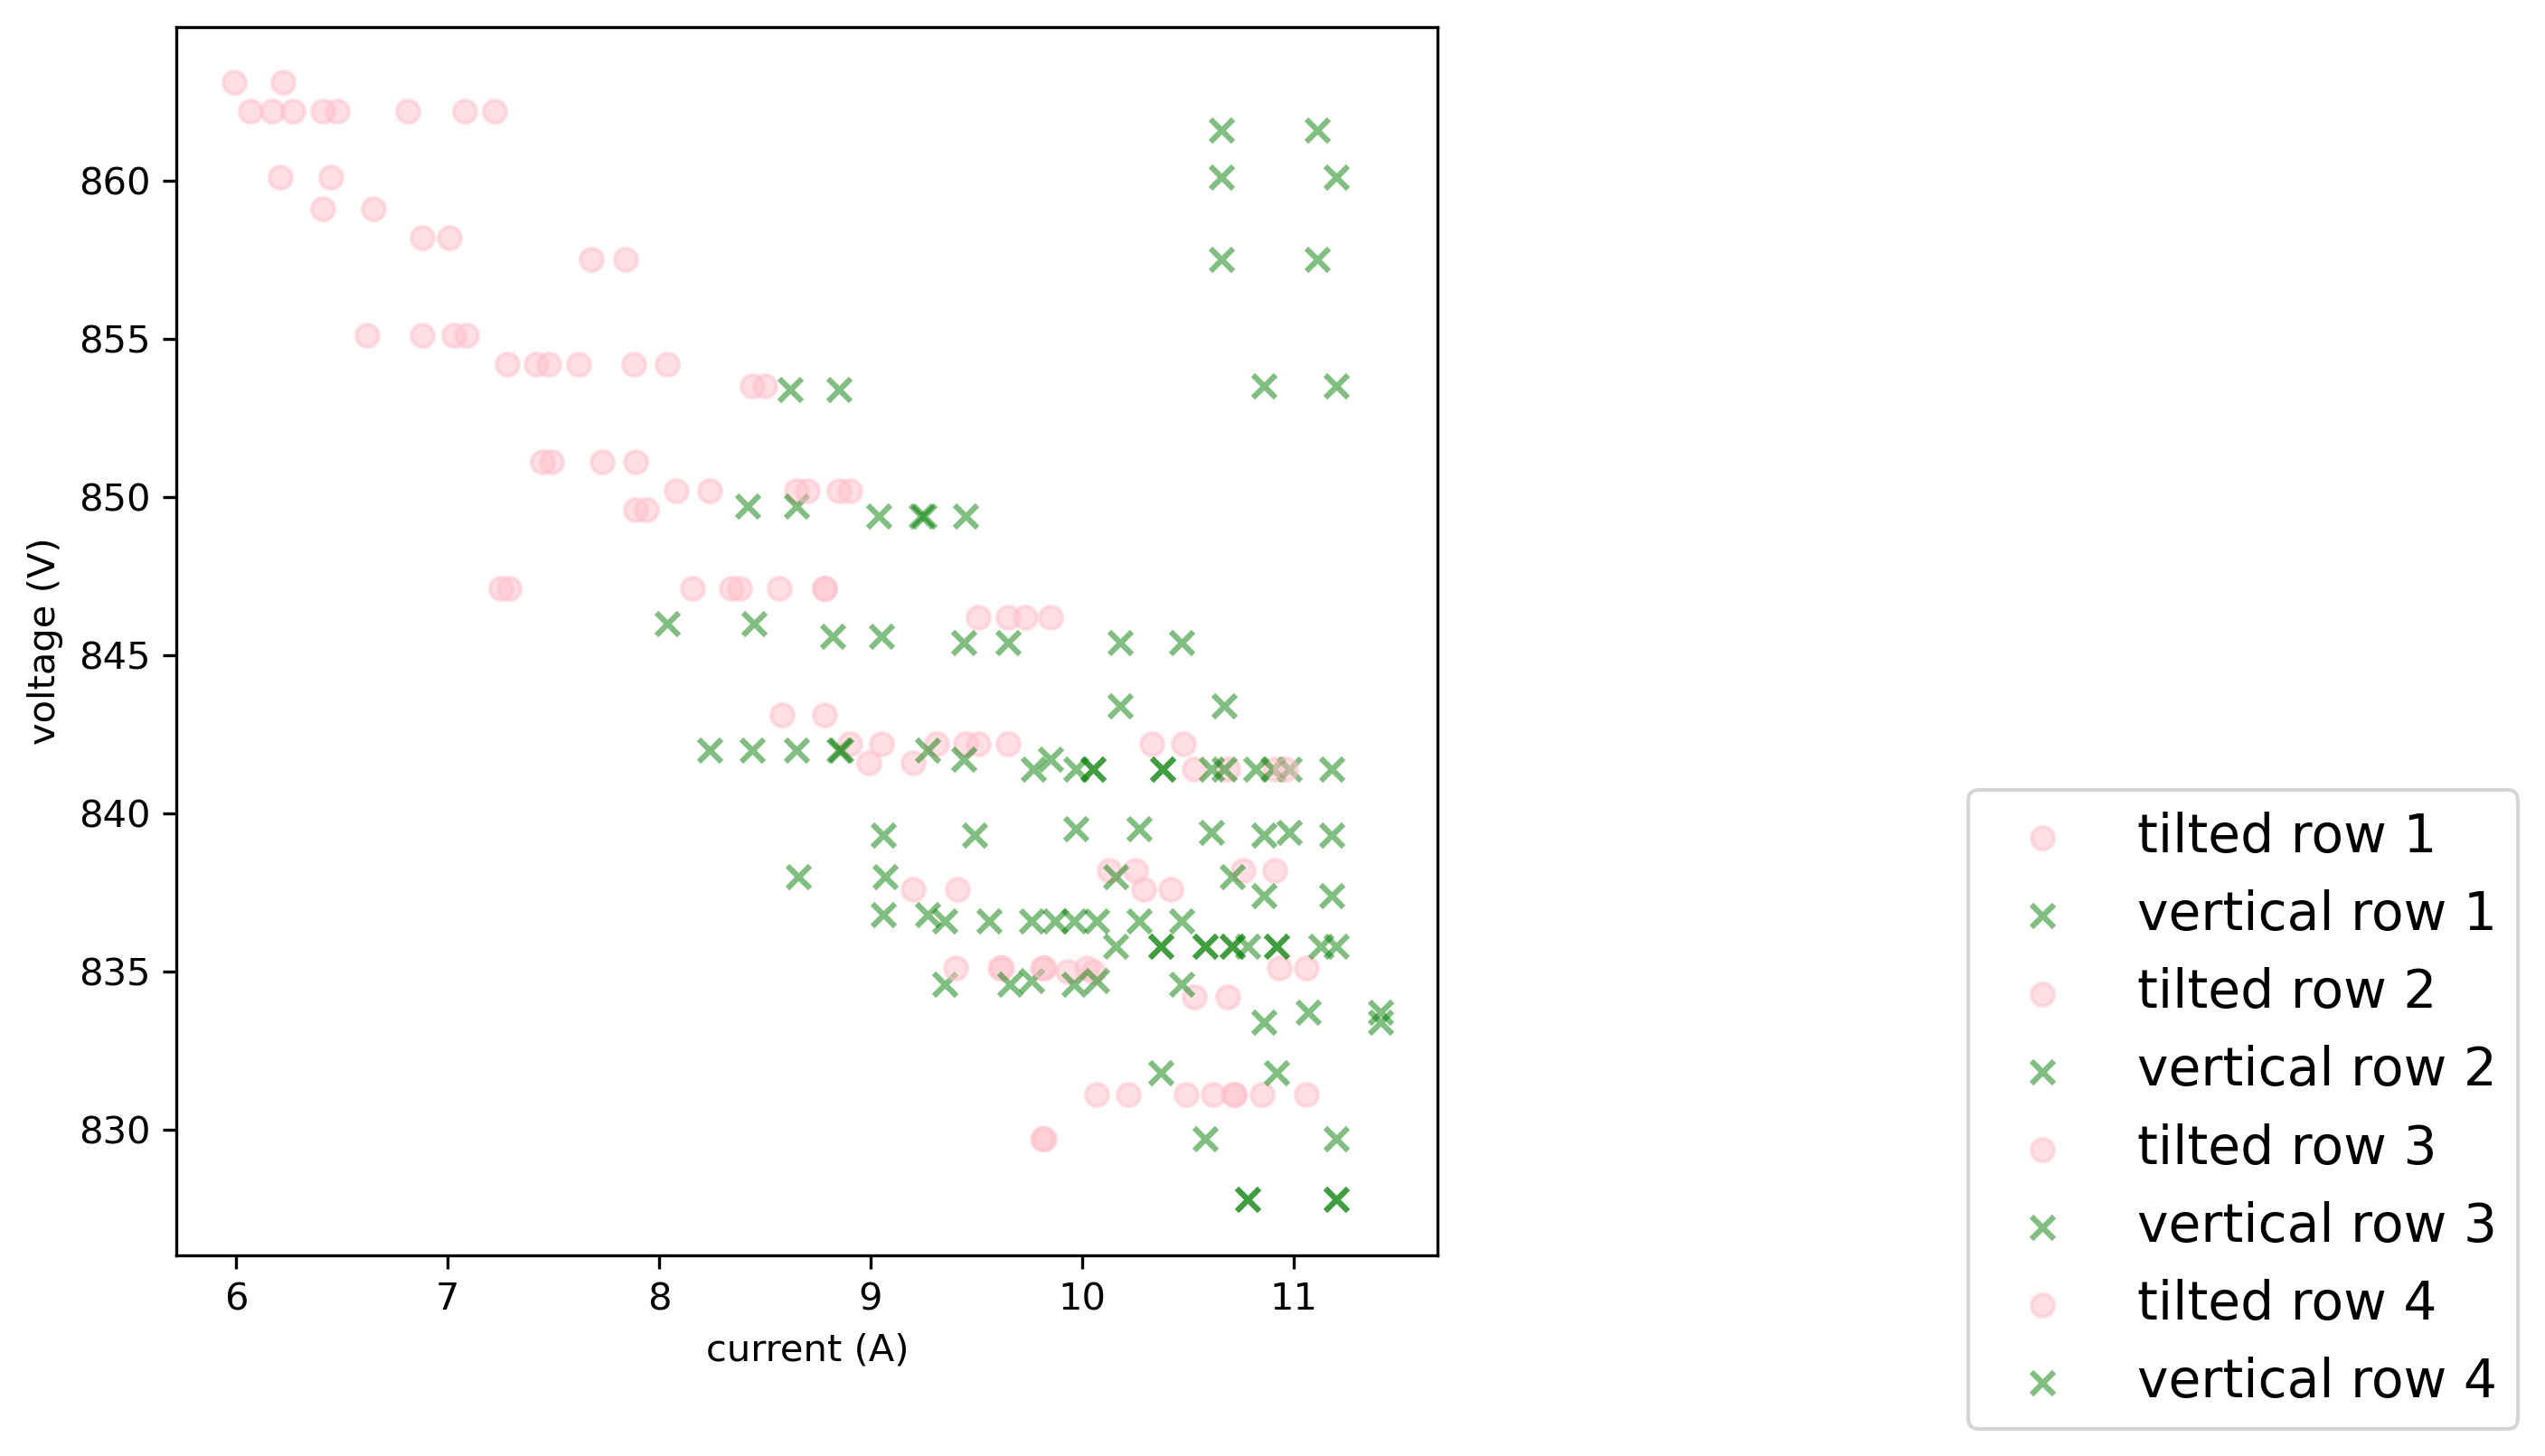 860
855
850
845
840
835
830
voltage (V)
6 7 8 9 10 11
current (A)
tilted row 1
vertical row 1
tilted row 2
vertical row 2
tilted row 3
vertical row 3
tilted row 4
vertical row 4